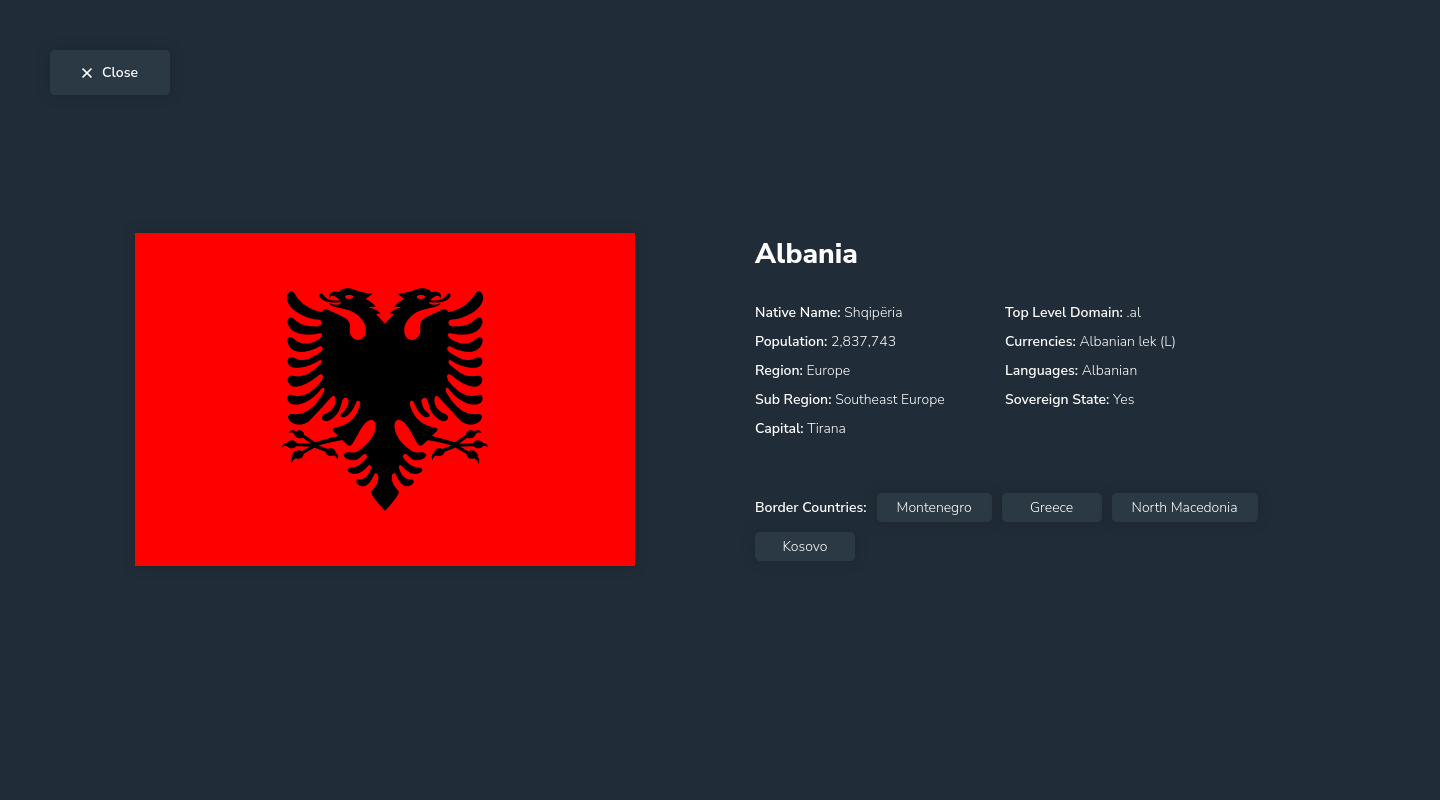 Close
Albania
Native Name: Shqipëria
Population: 2,837,743
Region: Europe
Sub Region: Southeast Europe
Capital: Tirana
Top Level Domain: .al
Currencies: Albanian lek (L)
Languages: Albanian
Sovereign State: Yes
Border Countries: Montenegro Greece North Macedonia
Kosovo